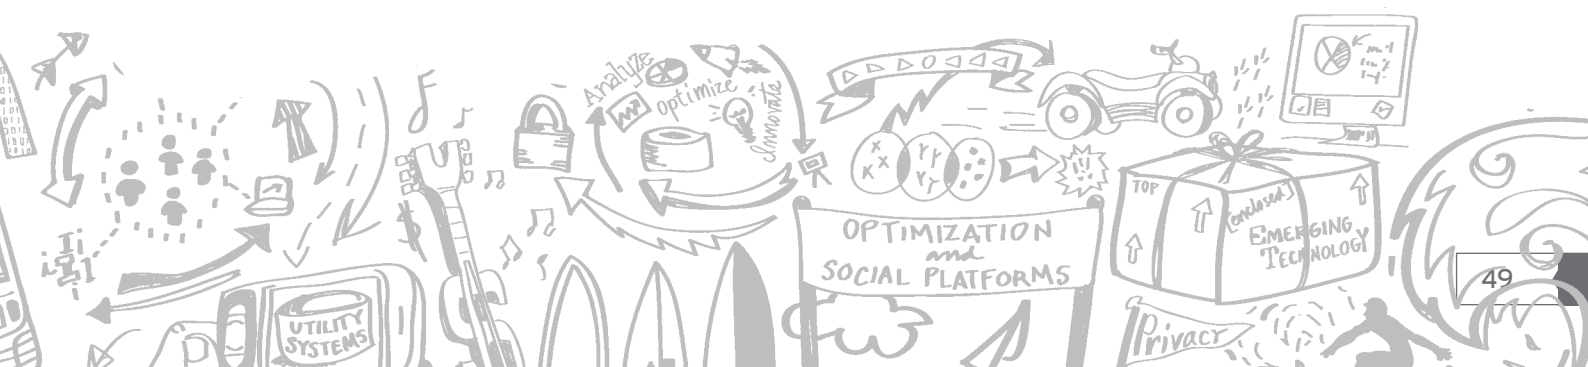 Analyze
optimize
Innovate
OPTIMIZATION
and
SOCIAL PLATFORMS
TOP
(enclosed)
EMERGING
TECHNOLOGY
49
UTILITY
SYSTEMS
Privacy